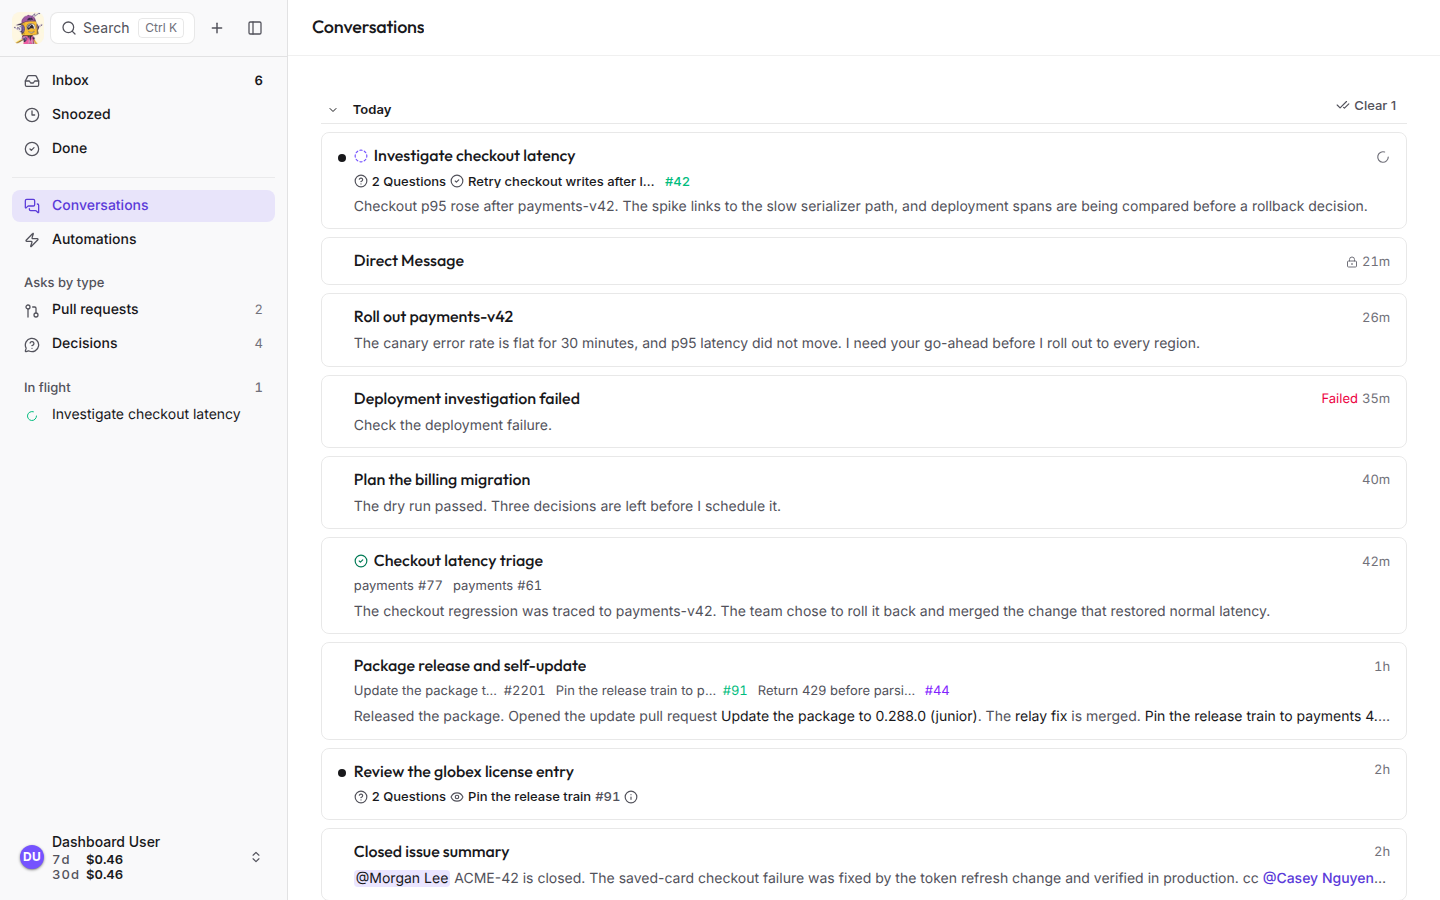 Search Ctrl K
Conversations
Inbox 6
Snoozed
Done
Conversations
Automations
Asks by type
Pull requests 2
Decisions 4
In flight 1
Investigate checkout latency
Dashboard User
DU
7d $0.46
30d $0.46
Today
Clear 1
Investigate checkout latency
2 Questions Retry checkout writes after l... #42
Checkout p95 rose after payments-v42. The spike links to the slow serializer path, and deployment spans are being compared before a rollback decision.
Direct Message 21m
Roll out payments-v42 26m
The canary error rate is flat for 30 minutes, and p95 latency did not move. I need your go-ahead before I roll out to every region.
Deployment investigation failed Failed 35m
Check the deployment failure.
Plan the billing migration 40m
The dry run passed. Three decisions are left before I schedule it.
Checkout latency triage 42m
payments #77 payments #61
The checkout regression was traced to payments-v42. The team chose to roll it back and merged the change that restored normal latency.
Package release and self-update 1h
Update the package t... #2201 Pin the release train to p... #91 Return 429 before parsi... #44
Released the package. Opened the update pull request Update the package to 0.288.0 (junior). The relay fix is merged. Pin the release train to payments 4....
Review the globex license entry 2h
2 Questions Pin the release train #91
Closed issue summary 2h
@Morgan Lee ACME-42 is closed. The saved-card checkout failure was fixed by the token refresh change and verified in production. cc @Casey Nguyen...